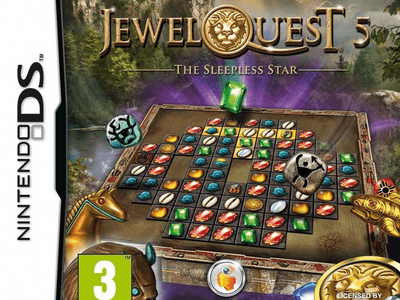 JEWEL QUEST 5
THE SLEEPLESS STAR
NINTENDO DS
3
LICENSED BY